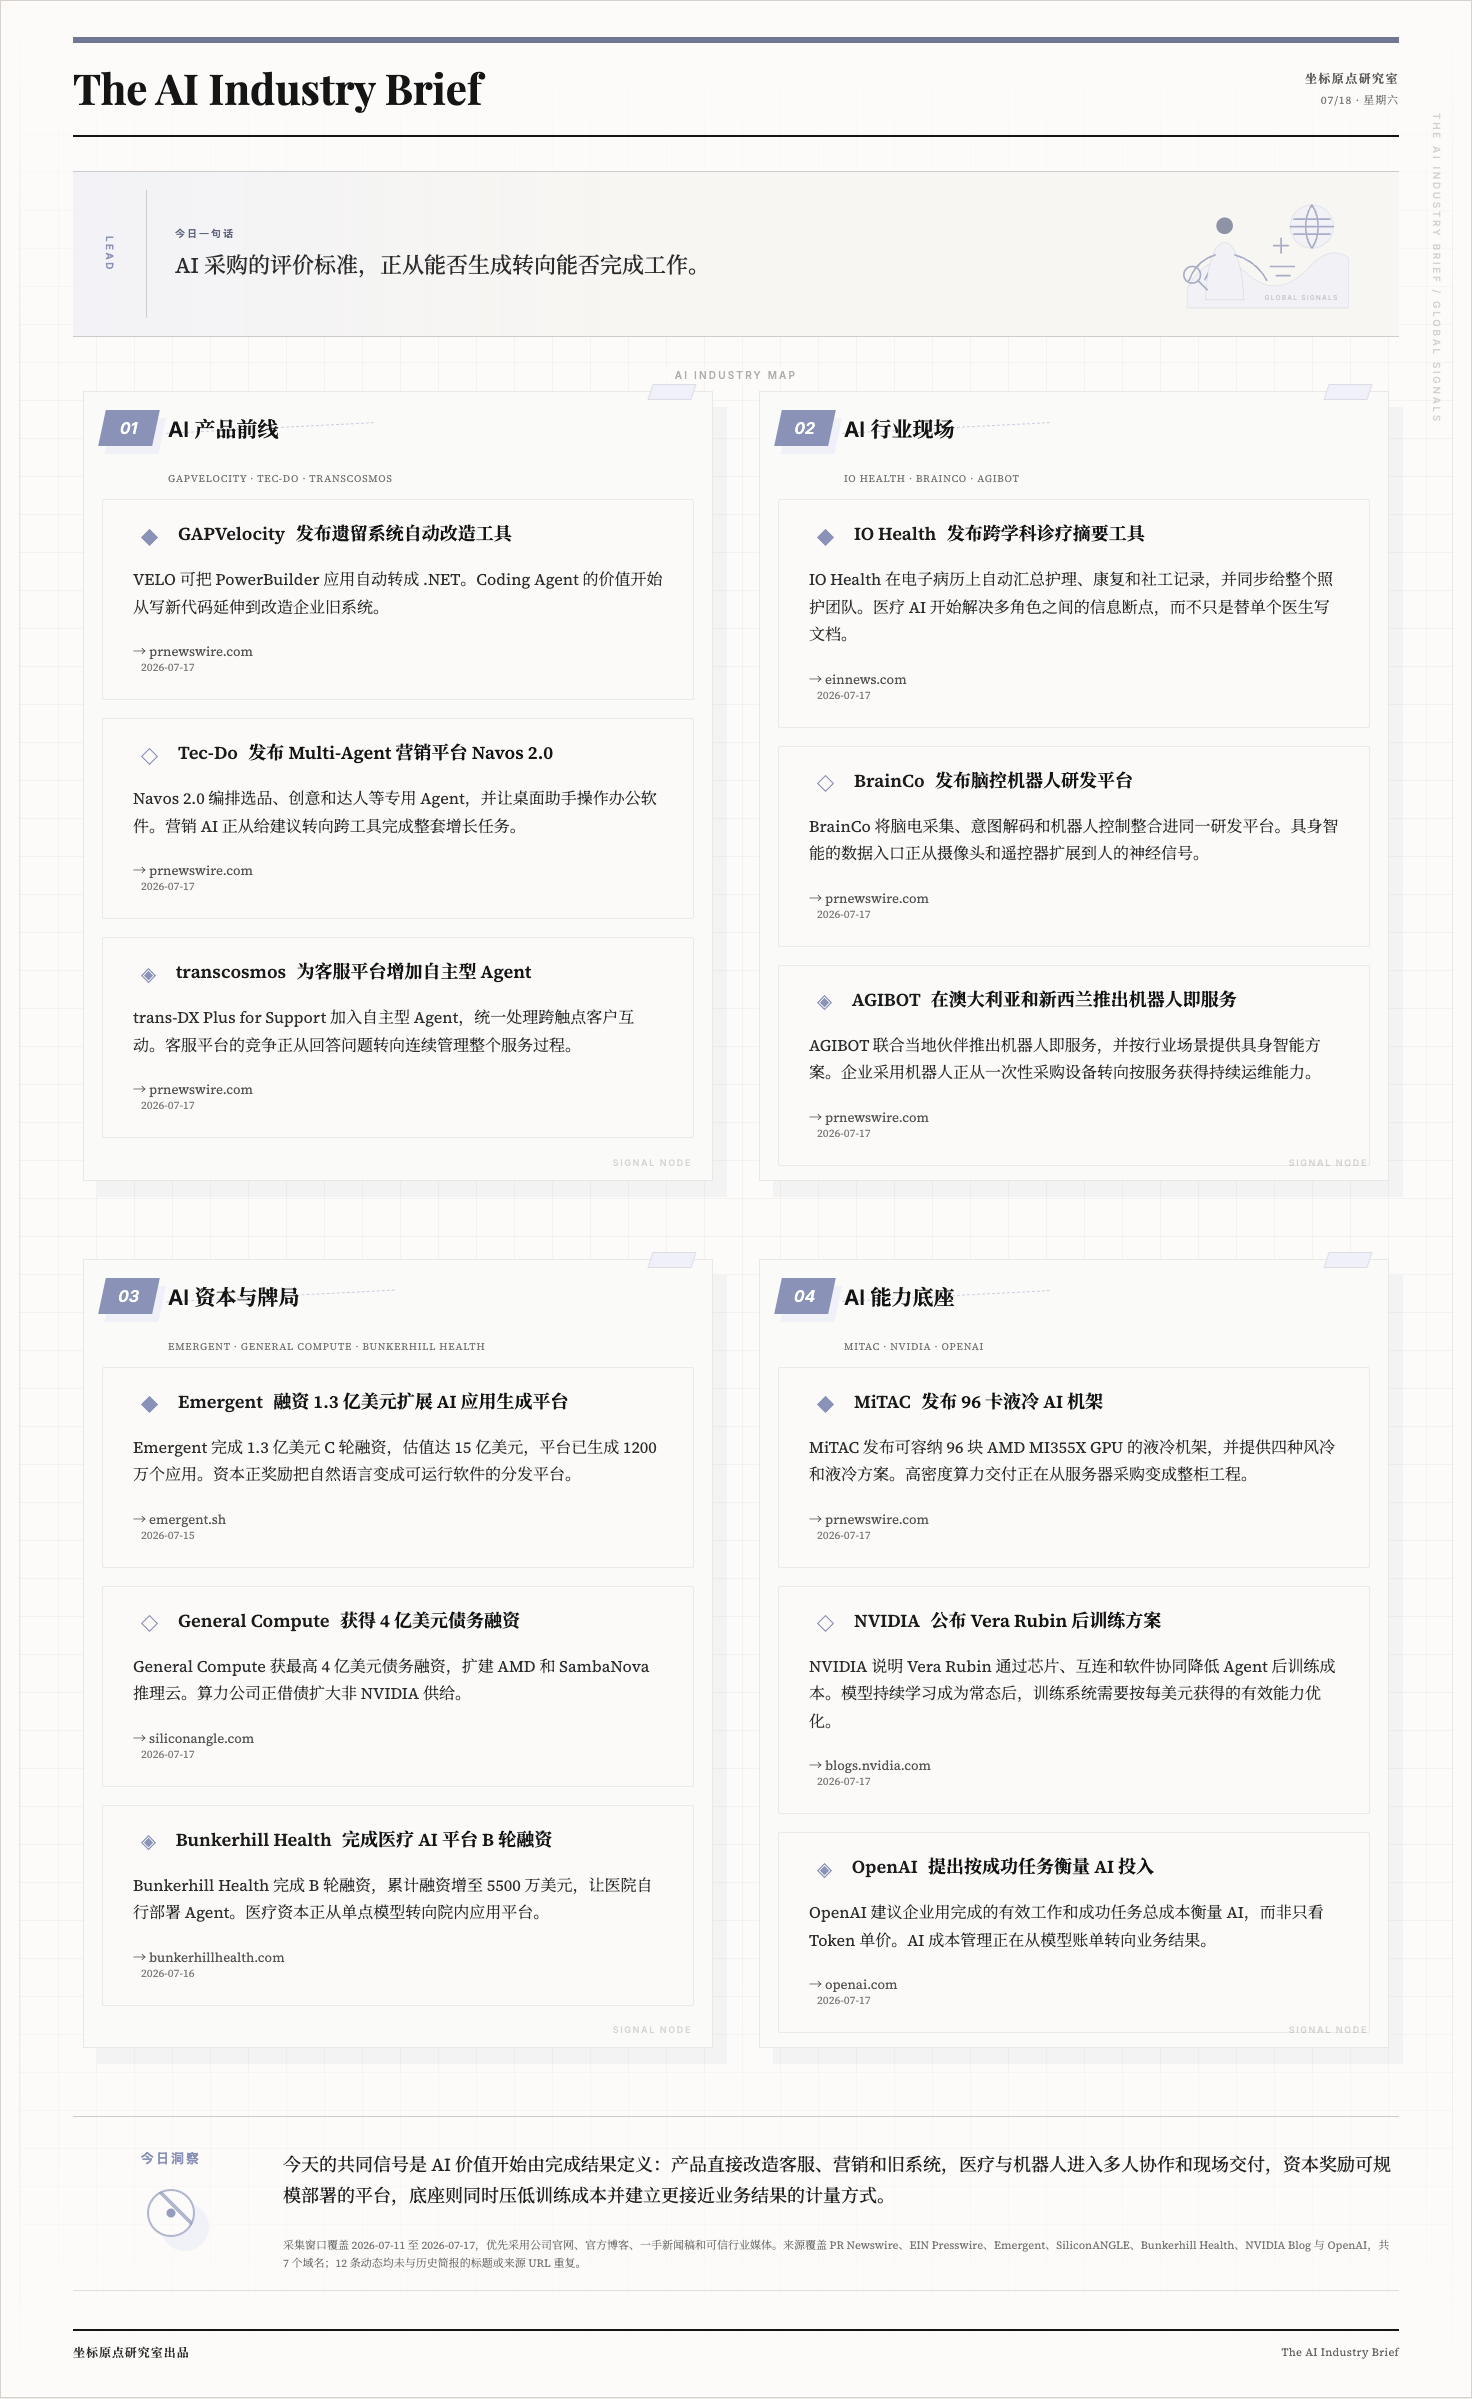 The AI Industry Brief
坐标原点研究室
07/18 · 星期六
THE AI INDUSTRY BRIEF / GLOBAL SIGNALS
LEAD
今日一句话
AI 采购的评价标准，正从能否生成转向能否完成工作。
GLOBAL SIGNALS
AI INDUSTRY MAP
01 AI 产品前线
GAPVELOCITY · TEC-DO · TRANSCOSMOS
◆ GAPVelocity 发布遗留系统自动改造工具
VELO 可把 PowerBuilder 应用自动转成 .NET。Coding Agent 的价值开始
从写新代码延伸到改造企业旧系统。
→ prnewswire.com
2026-07-17
◇ Tec-Do 发布 Multi-Agent 营销平台 Navos 2.0
Navos 2.0 编排选品、创意和达人等专用 Agent，并让桌面助手操作办公软
件。营销 AI 正从给建议转向跨工具完成整套增长任务。
→ prnewswire.com
2026-07-17
◈ transcosmos 为客服平台增加自主型 Agent
trans-DX Plus for Support 加入自主型 Agent，统一处理跨触点客户互
动。客服平台的竞争正从回答问题转向连续管理整个服务过程。
→ prnewswire.com
2026-07-17
SIGNAL NODE
02 AI 行业现场
IO HEALTH · BRAINCO · AGIBOT
◆ IO Health 发布跨学科诊疗摘要工具
IO Health 在电子病历上自动汇总护理、康复和社工记录，并同步给整个照
护团队。医疗 AI 开始解决多角色之间的信息断点，而不只是替单个医生写
文档。
→ einnews.com
2026-07-17
◇ BrainCo 发布脑控机器人研发平台
BrainCo 将脑电采集、意图解码和机器人控制整合进同一研发平台。具身智
能的数据入口正从摄像头和遥控器扩展到人的神经信号。
→ prnewswire.com
2026-07-17
◈ AGIBOT 在澳大利亚和新西兰推出机器人即服务
AGIBOT 联合当地伙伴推出机器人即服务，并按行业场景提供具身智能方
案。企业采用机器人正从一次性采购设备转向按服务获得持续运维能力。
→ prnewswire.com
2026-07-17
SIGNAL NODE
03 AI 资本与牌局
EMERGENT · GENERAL COMPUTE · BUNKERHILL HEALTH
◆ Emergent 融资 1.3 亿美元扩展 AI 应用生成平台
Emergent 完成 1.3 亿美元 C 轮融资，估值达 15 亿美元，平台已生成 1200
万个应用。资本正奖励把自然语言变成可运行软件的分发平台。
→ emergent.sh
2026-07-15
◇ General Compute 获得 4 亿美元债务融资
General Compute 获最高 4 亿美元债务融资，扩建 AMD 和 SambaNova
推理云。算力公司正借债扩大非 NVIDIA 供给。
→ siliconangle.com
2026-07-17
◈ Bunkerhill Health 完成医疗 AI 平台 B 轮融资
Bunkerhill Health 完成 B 轮融资，累计融资增至 5500 万美元，让医院自
行部署 Agent。医疗资本正从单点模型转向院内应用平台。
→ bunkerhillhealth.com
2026-07-16
SIGNAL NODE
04 AI 能力底座
MITAC · NVIDIA · OPENAI
◆ MiTAC 发布 96 卡液冷 AI 机架
MiTAC 发布可容纳 96 块 AMD MI355X GPU 的液冷机架，并提供四种风冷
和液冷方案。高密度算力交付正在从服务器采购变成整柜工程。
→ prnewswire.com
2026-07-17
◇ NVIDIA 公布 Vera Rubin 后训练方案
NVIDIA 说明 Vera Rubin 通过芯片、互连和软件协同降低 Agent 后训练成
本。模型持续学习成为常态后，训练系统需要按每美元获得的有效能力优
化。
→ blogs.nvidia.com
2026-07-17
◈ OpenAI 提出按成功任务衡量 AI 投入
OpenAI 建议企业用完成的有效工作和成功任务总成本衡量 AI，而非只看
Token 单价。AI 成本管理正在从模型账单转向业务结果。
→ openai.com
2026-07-17
SIGNAL NODE
今日洞察
今天的共同信号是 AI 价值开始由完成结果定义：产品直接改造客服、营销和旧系统，医疗与机器人进入多人协作和现场交付，资本奖励可规
模部署的平台，底座则同时压低训练成本并建立更接近业务结果的计量方式。
采集窗口覆盖 2026-07-11 至 2026-07-17，优先采用公司官网、官方博客、一手新闻稿和可信行业媒体。来源覆盖 PR Newswire、EIN Presswire、Emergent、SiliconANGLE、Bunkerhill Health、NVIDIA Blog 与 OpenAI，共
7 个域名；12 条动态均未与历史简报的标题或来源 URL 重复。
坐标原点研究室出品
The AI Industry Brief